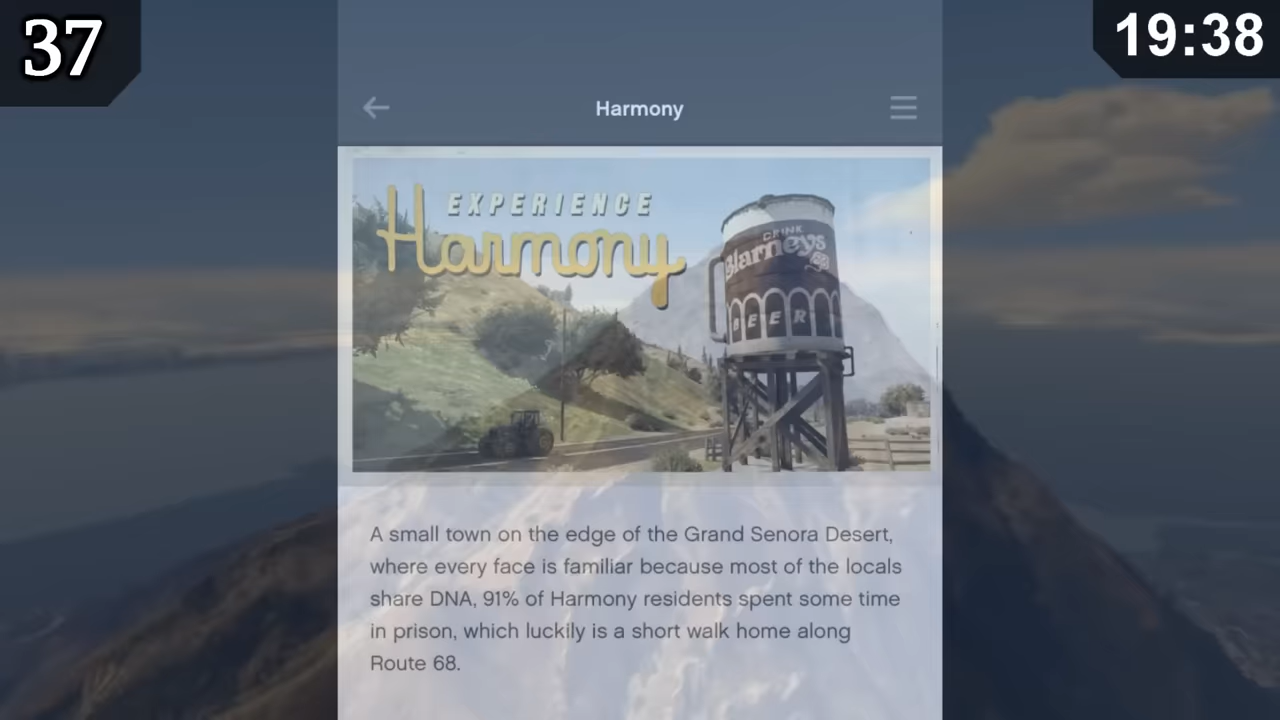 37
19:38
Harmony
EXPERIENCE
Harmony
DRINK
Blarneys
BEER
A small town on the edge of the Grand Senora Desert,
where every face is familiar because most of the locals
share DNA, 91% of Harmony residents spent some time
in prison, which luckily is a short walk home along
Route 68.